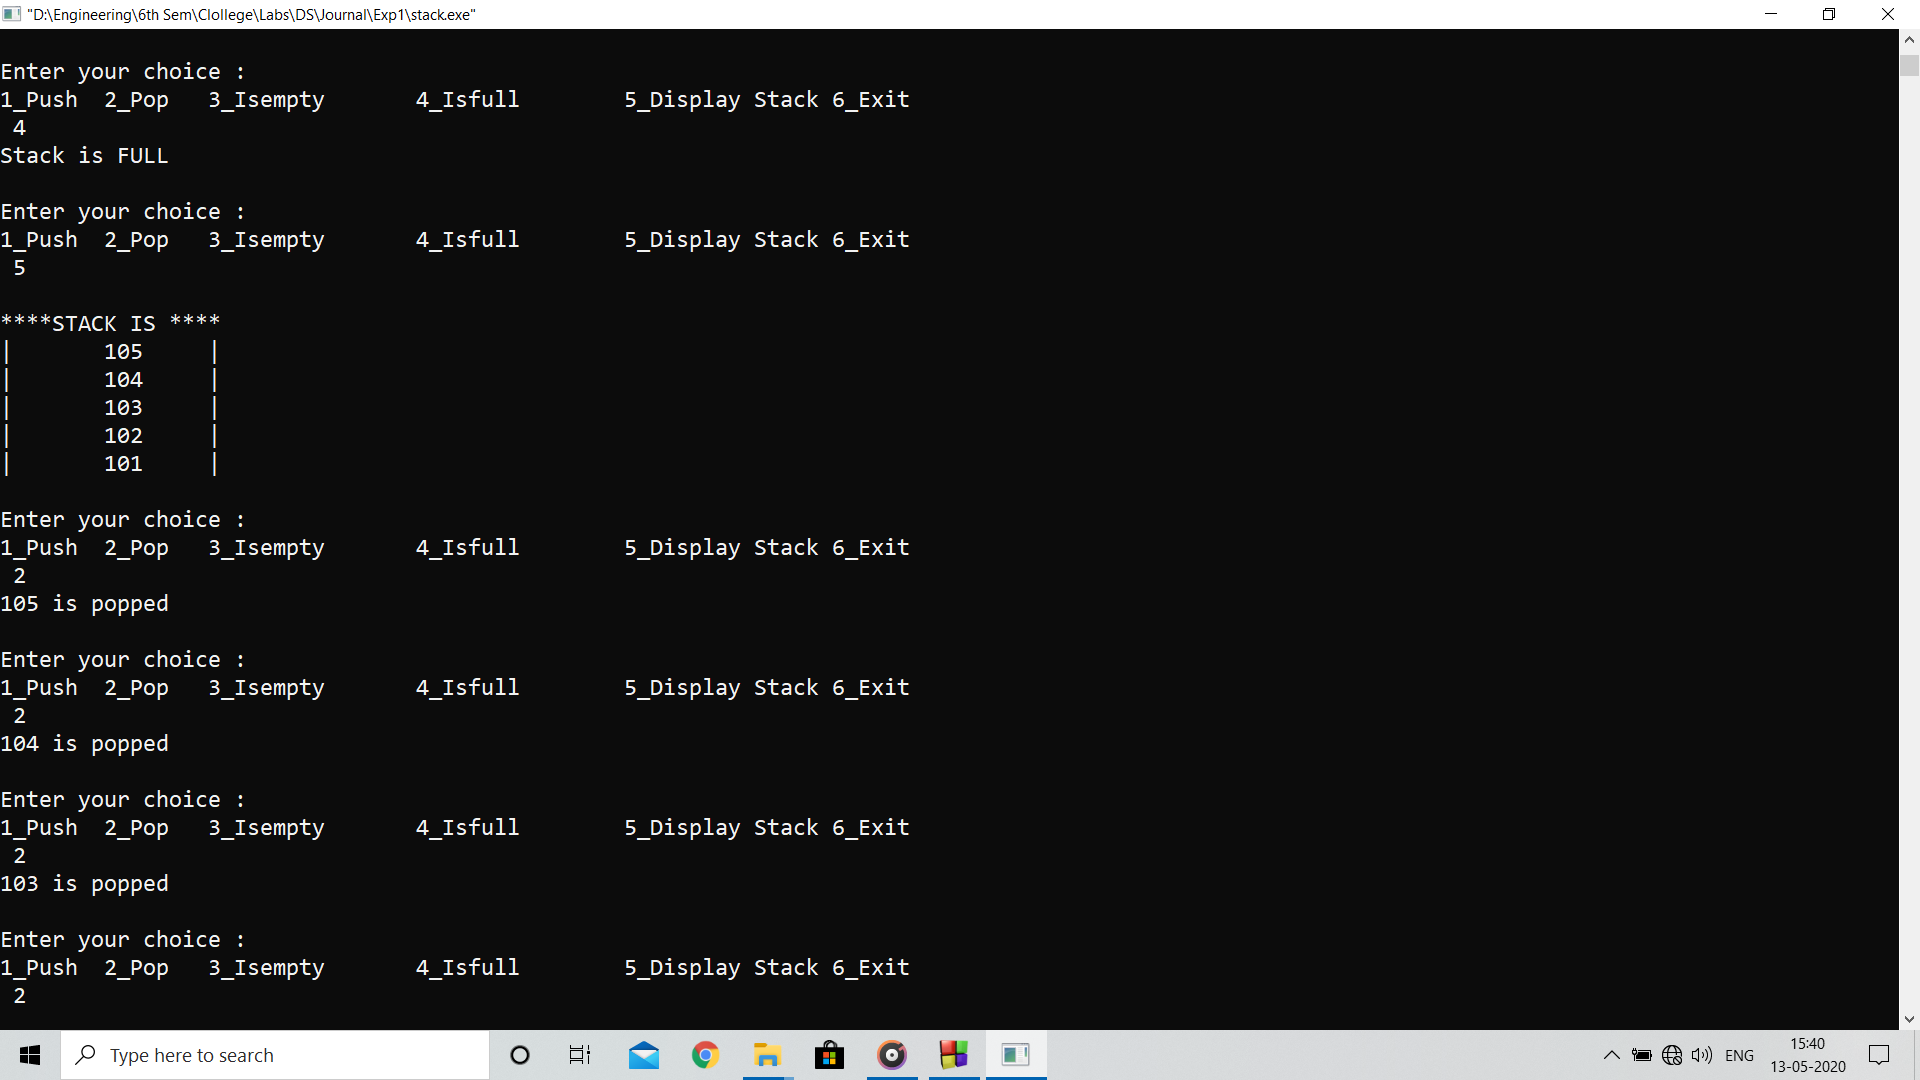 "D:\Engineering\6th Sem\Clollege\Labs\DS\Journal\Exp1\stack.exe"
Enter your choice :
1_Push 2_Pop 3_Isempty 4_Isfull 5_Display Stack 6_Exit
4
Stack is FULL
Enter your choice :
1_Push 2_Pop 3_Isempty 4_Isfull 5_Display Stack 6_Exit
5
****STACK IS ****
| 105 |
| 104 |
| 103 |
| 102 |
| 101 |
Enter your choice :
1_Push 2_Pop 3_Isempty 4_Isfull 5_Display Stack 6_Exit
2
105 is popped
Enter your choice :
1_Push 2_Pop 3_Isempty 4_Isfull 5_Display Stack 6_Exit
2
104 is popped
Enter your choice :
1_Push 2_Pop 3_Isempty 4_Isfull 5_Display Stack 6_Exit
2
103 is popped
Enter your choice :
1_Push 2_Pop 3_Isempty 4_Isfull 5_Display Stack 6_Exit
2
Type here to search
ENG
15:40
13-05-2020